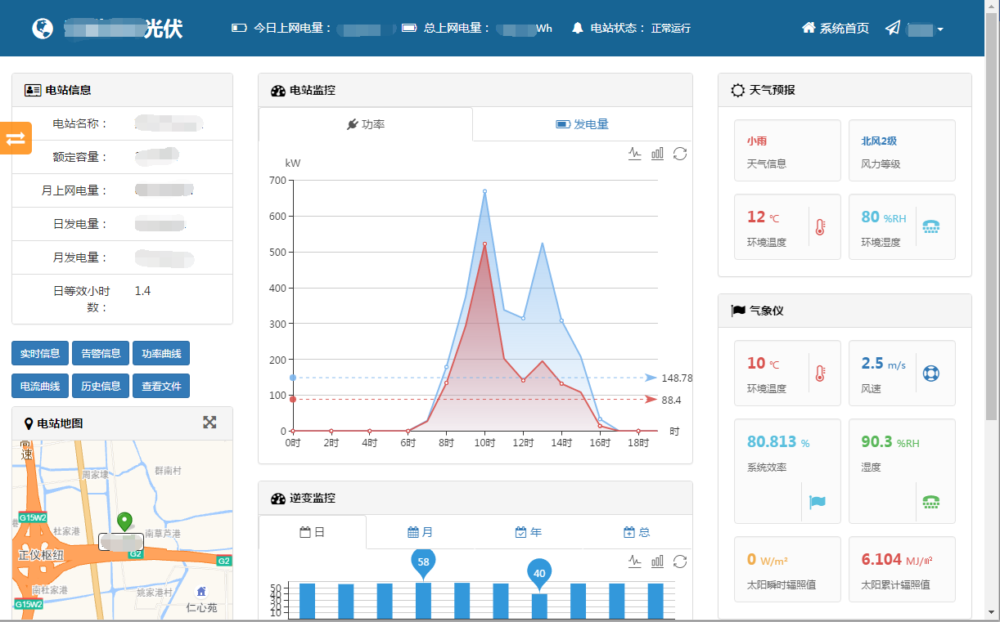 光伏
今日上网电量：
总上网电量：
Wh
电站状态：正常运行
系统首页
电站信息
电站名称：
额定容量：
月上网电量：
日发电量：
月发电量：
日等效小时数：
1.4
实时信息 告警信息 功率曲线
电流曲线 历史信息 查看文件
电站地图
高速
周家埭
群南村
G15W2
港
杜家港
南草芦港
正仪枢纽
G2
G2
南杜家港
姚家港村
G15W2
仁心苑
电站监控
功率 发电量
kW
700
600
500
400
300
200
100
0
148.78
88.4
0时 2时 4时 6时 8时 10时 12时 14时 16时 18时
时
逆变监控
日 月 年 总
58
40
50
40
30
20
10
天气预报
小雨
天气信息
北风2级
风力等级
12 ℃
环境温度
80 %RH
环境湿度
气象仪
10 ℃
环境温度
2.5 m/s
风速
80.813 %
系统效率
90.3 %RH
湿度
0 W/m²
太阳瞬时辐照值
6.104 MJ/㎡
太阳累计辐照值